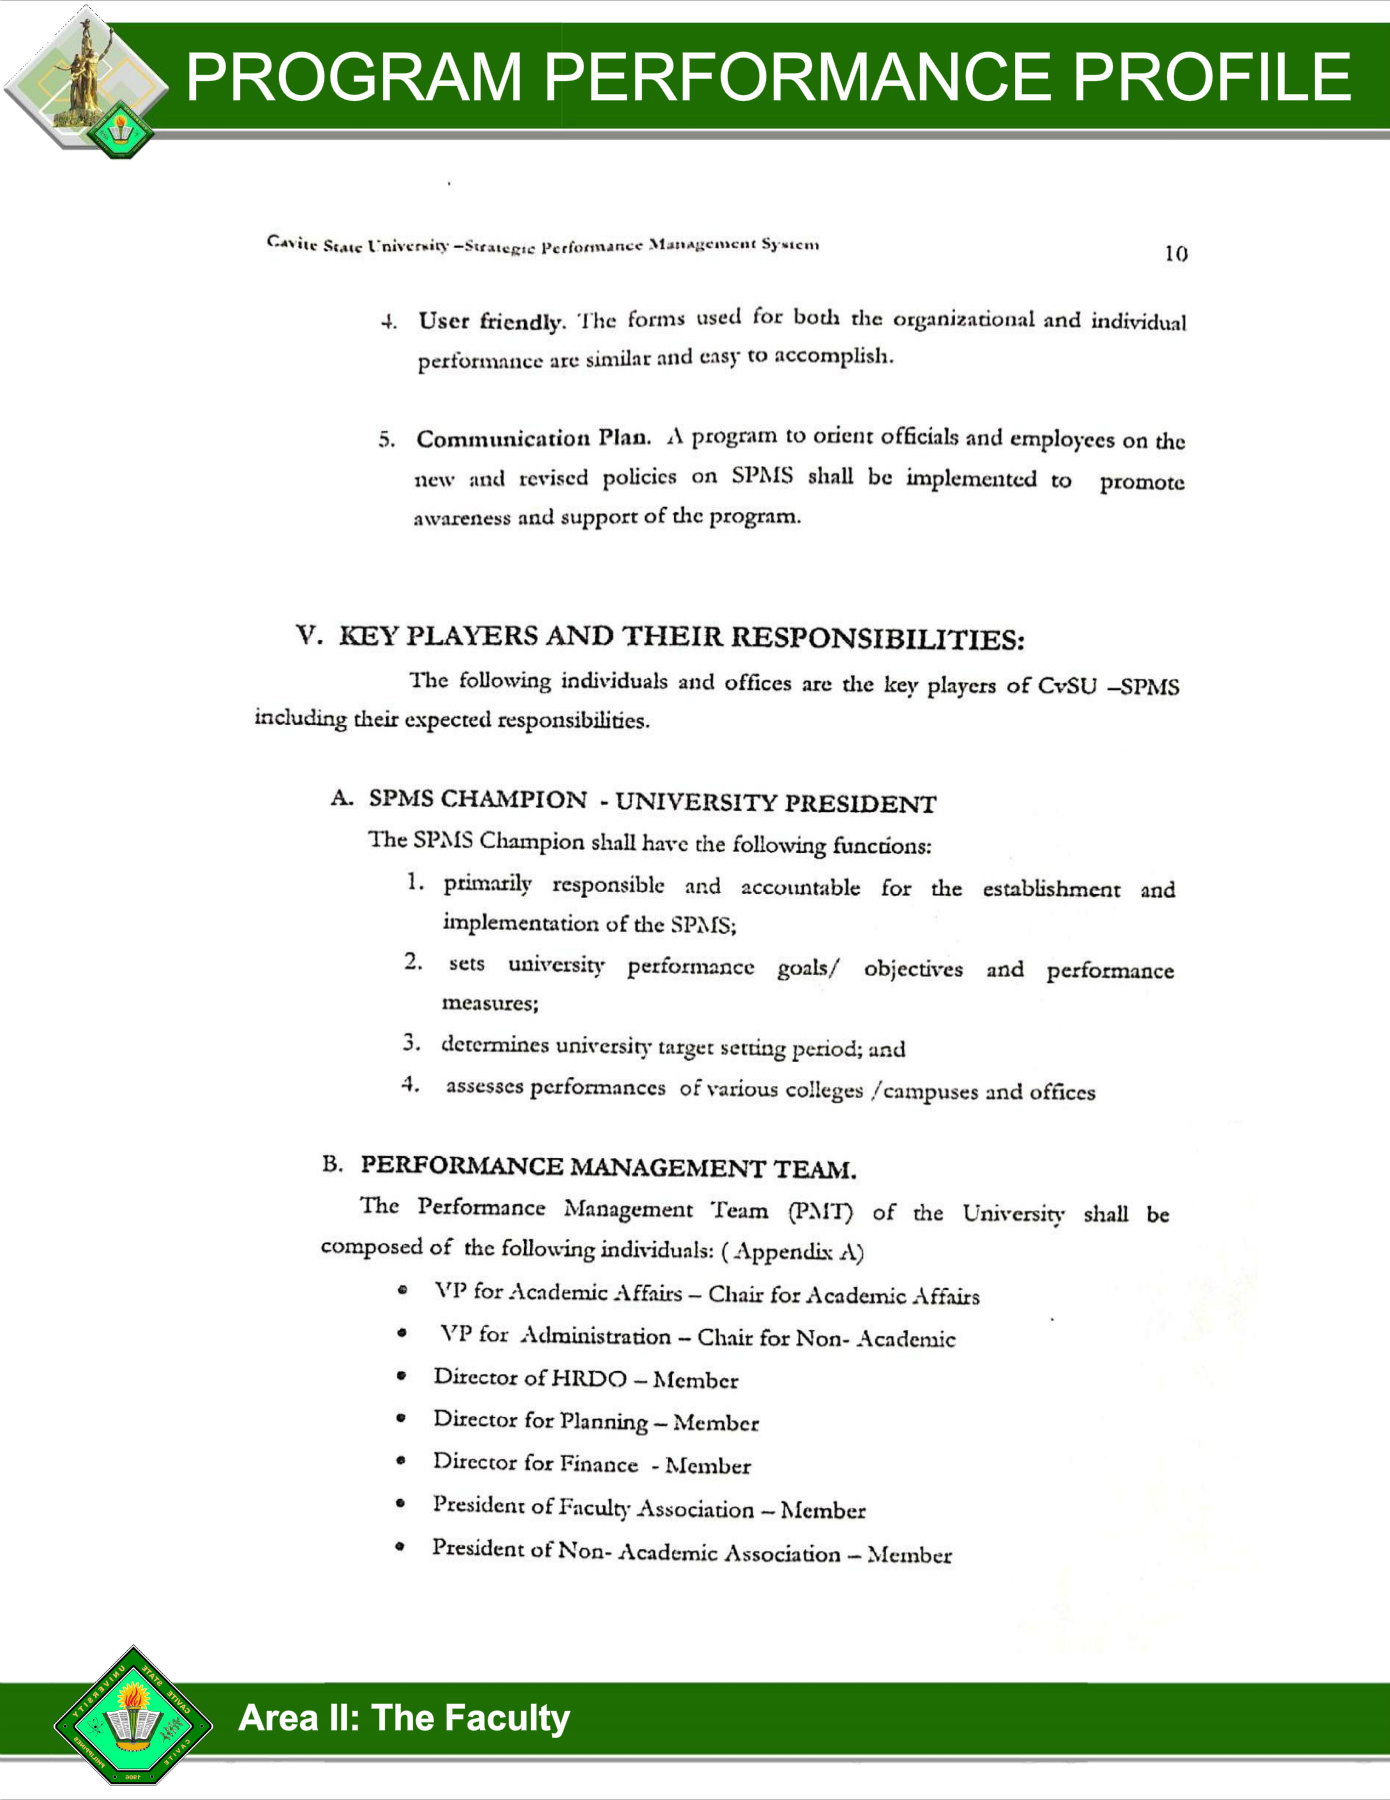 PROGRAM PERFORMANCE PROFILE
Cavite State University –Strategic Performance Management System
10
4. User friendly. The forms used for both the organizational and individual
performance are similar and easy to accomplish.
5. Communication Plan. A program to orient officials and employees on the
new and revised policies on SPMS shall be implemented to promote
awareness and support of the program.
V. KEY PLAYERS AND THEIR RESPONSIBILITIES:
The following individuals and offices are the key players of CvSU –SPMS
including their expected responsibilities.
A. SPMS CHAMPION - UNIVERSITY PRESIDENT
The SPMS Champion shall have the following functions:
1. primarily responsible and accountable for the establishment and
implementation of the SPMS;
2. sets university performance goals/ objectives and performance
measures;
3. determines university target setting period; and
4. assesses performances of various colleges /campuses and offices
B. PERFORMANCE MANAGEMENT TEAM.
The Performance Management Team (PMT) of the University shall be
composed of the following individuals: ( Appendix A)
• VP for Academic Affairs – Chair for Academic Affairs
• VP for Administration – Chair for Non- Academic
• Director of HRDO – Member
• Director for Planning – Member
• Director for Finance - Member
• President of Faculty Association – Member
• President of Non- Academic Association – Member
CAVITE STATE UNIVERSITY
CAVITE PHILIPPINES
1906
Area II: The Faculty